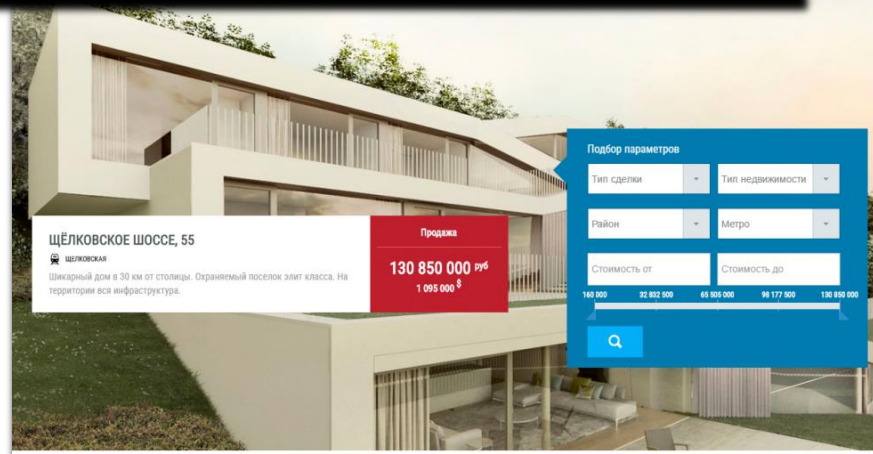 ЩЁЛКОВСКОЕ ШОССЕ, 55
ЩЕЛКОВСКАЯ
Шикарный дом в 30 км от столицы. Охраняемый поселок элит класса. На
территории вся инфраструктура.
Продажа
130 850 000 руб
1 095 000 $
Подбор параметров
Тип сделки
Тип недвижимости
Район
Метро
Стоимость от
Стоимость до
160 000 32 832 500 65 505 000 98 177 500 130 850 000